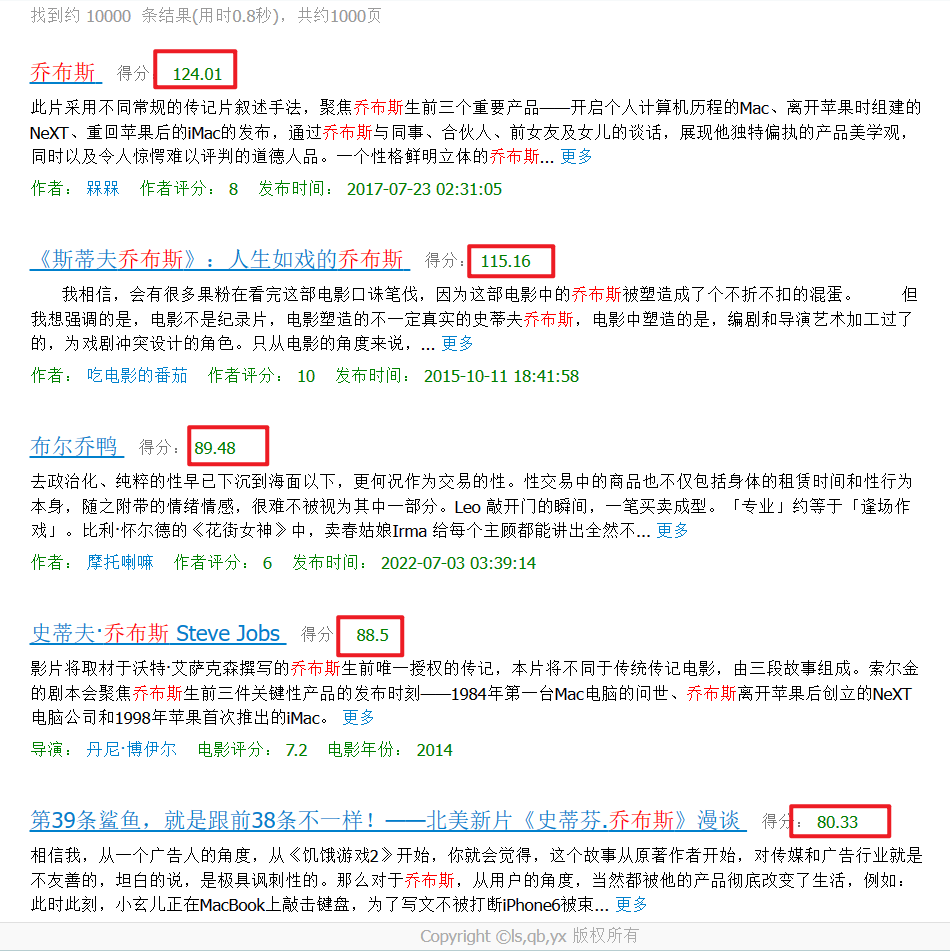 找到约 10000 条结果(用时0.8秒)，共约1000页
乔布斯 得分 124.01
此片采用不同常规的传记片叙述手法，聚焦乔布斯生前三个重要产品——开启个人计算机历程的Mac、离开苹果时组建的
NeXT、重回苹果后的iMac的发布，通过乔布斯与同事、合伙人、前女友及女儿的谈话，展现他独特偏执的产品美学观，
同时以及令人惊愕难以评判的道德人品。一个性格鲜明立体的乔布斯... 更多
作者： 槑槑 作者评分： 8 发布时间： 2017-07-23 02:31:05
《斯蒂夫乔布斯》：人生如戏的乔布斯 得分： 115.16
我相信，会有很多果粉在看完这部电影口诛笔伐，因为这部电影中的乔布斯被塑造成了个不折不扣的混蛋。 但
我想强调的是，电影不是纪录片，电影塑造的不一定真实的史蒂夫乔布斯，电影中塑造的是，编剧和导演艺术加工过了
的，为戏剧冲突设计的角色。只从电影的角度来说，... 更多
作者： 吃电影的番茄 作者评分： 10 发布时间： 2015-10-11 18:41:58
布尔乔鸭 得分： 89.48
去政治化、纯粹的性早已下沉到海面以下，更何况作为交易的性。性交易中的商品也不仅包括身体的租赁时间和性行为
本身，随之附带的情绪情感，很难不被视为其中一部分。Leo 敲开门的瞬间，一笔买卖成型。「专业」约等于「逢场作
戏」。比利·怀尔德的《花街女神》中，卖春姑娘Irma 给每个主顾都能讲出全然不... 更多
作者： 摩托喇嘛 作者评分： 6 发布时间： 2022-07-03 03:39:14
史蒂夫·乔布斯 Steve Jobs 得分 88.5
影片将取材于沃特·艾萨克森撰写的乔布斯生前唯一授权的传记，本片将不同于传统传记电影，由三段故事组成。索尔金
的剧本会聚焦乔布斯生前三件关键性产品的发布时刻——1984年第一台Mac电脑的问世、乔布斯离开苹果后创立的NeXT
电脑公司和1998年苹果首次推出的iMac。 更多
导演： 丹尼·博伊尔 电影评分： 7.2 电影年份： 2014
第39条鲨鱼，就是跟前38条不一样！——北美新片《史蒂芬.乔布斯》漫谈 得分： 80.33
相信我，从一个广告人的角度，从《饥饿游戏2》开始，你就会觉得，这个故事从原著作者开始，对传媒和广告行业就是
不友善的，坦白的说，是极具讽刺性的。那么对于乔布斯，从用户的角度，当然都被他的产品彻底改变了生活，例如：
此时此刻，小玄儿正在MacBook上敲击键盘，为了写文不被打断iPhone6被束... 更多
Copyright ©ls,qb,yx 版权所有